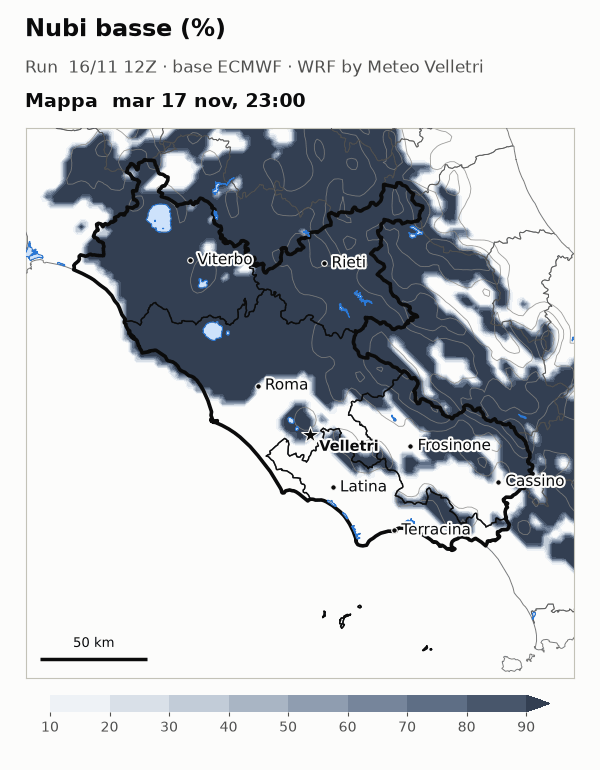 Nubi basse (%)
Run  16/11 12Z · base ECMWF · WRF by Meteo Velletri
Mappa  mar 17 nov, 23:00
Viterbo
Rieti
Roma
Velletri
Frosinone
Cassino
Latina
Terracina
50 km
10 20 30 40 50 60 70 80 90